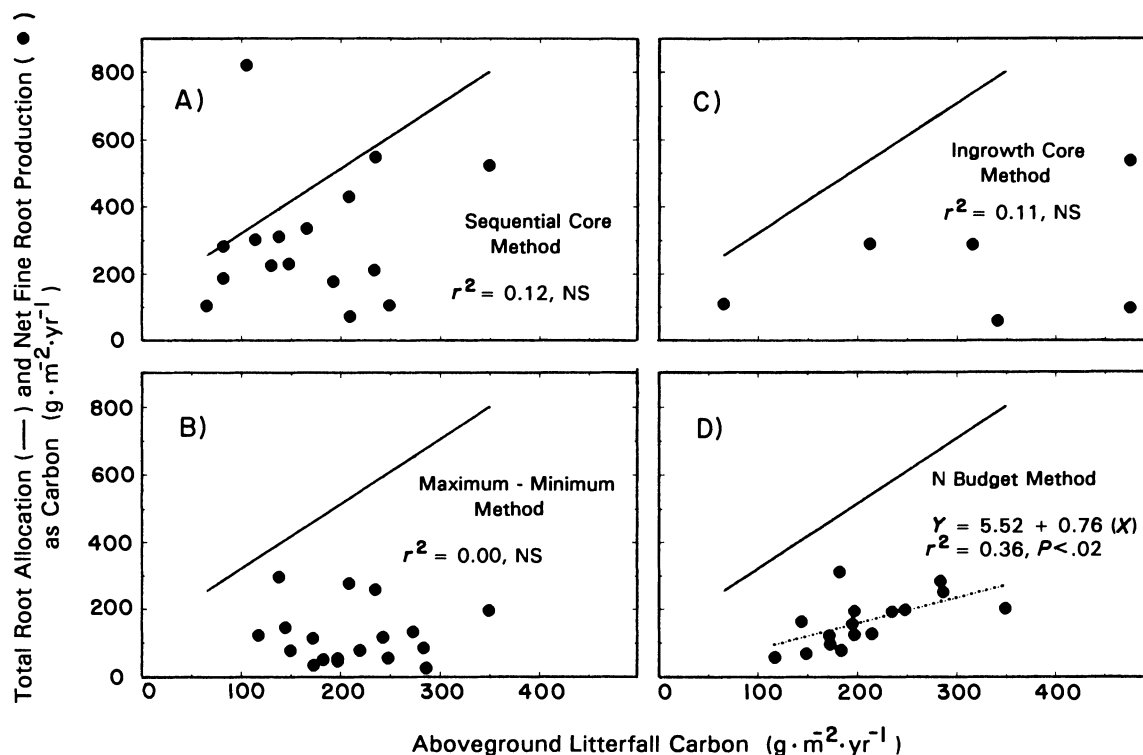 Total Root Allocation (—) and Net Fine Root Production (●)
as Carbon (g·m⁻²·yr⁻¹)
800
600
400
200
0
A)
Sequential Core
Method
r² = 0.12, NS
C)
Ingrowth Core
Method
r² = 0.11, NS
800
600
400
200
0
B)
Maximum - Minimum
Method
r² = 0.00, NS
D)
N Budget Method
Y = 5.52 + 0.76 (X)
r² = 0.36, P<.02
0 100 200 300 400
100 200 300 400
Aboveground Litterfall Carbon (g·m⁻²·yr⁻¹)